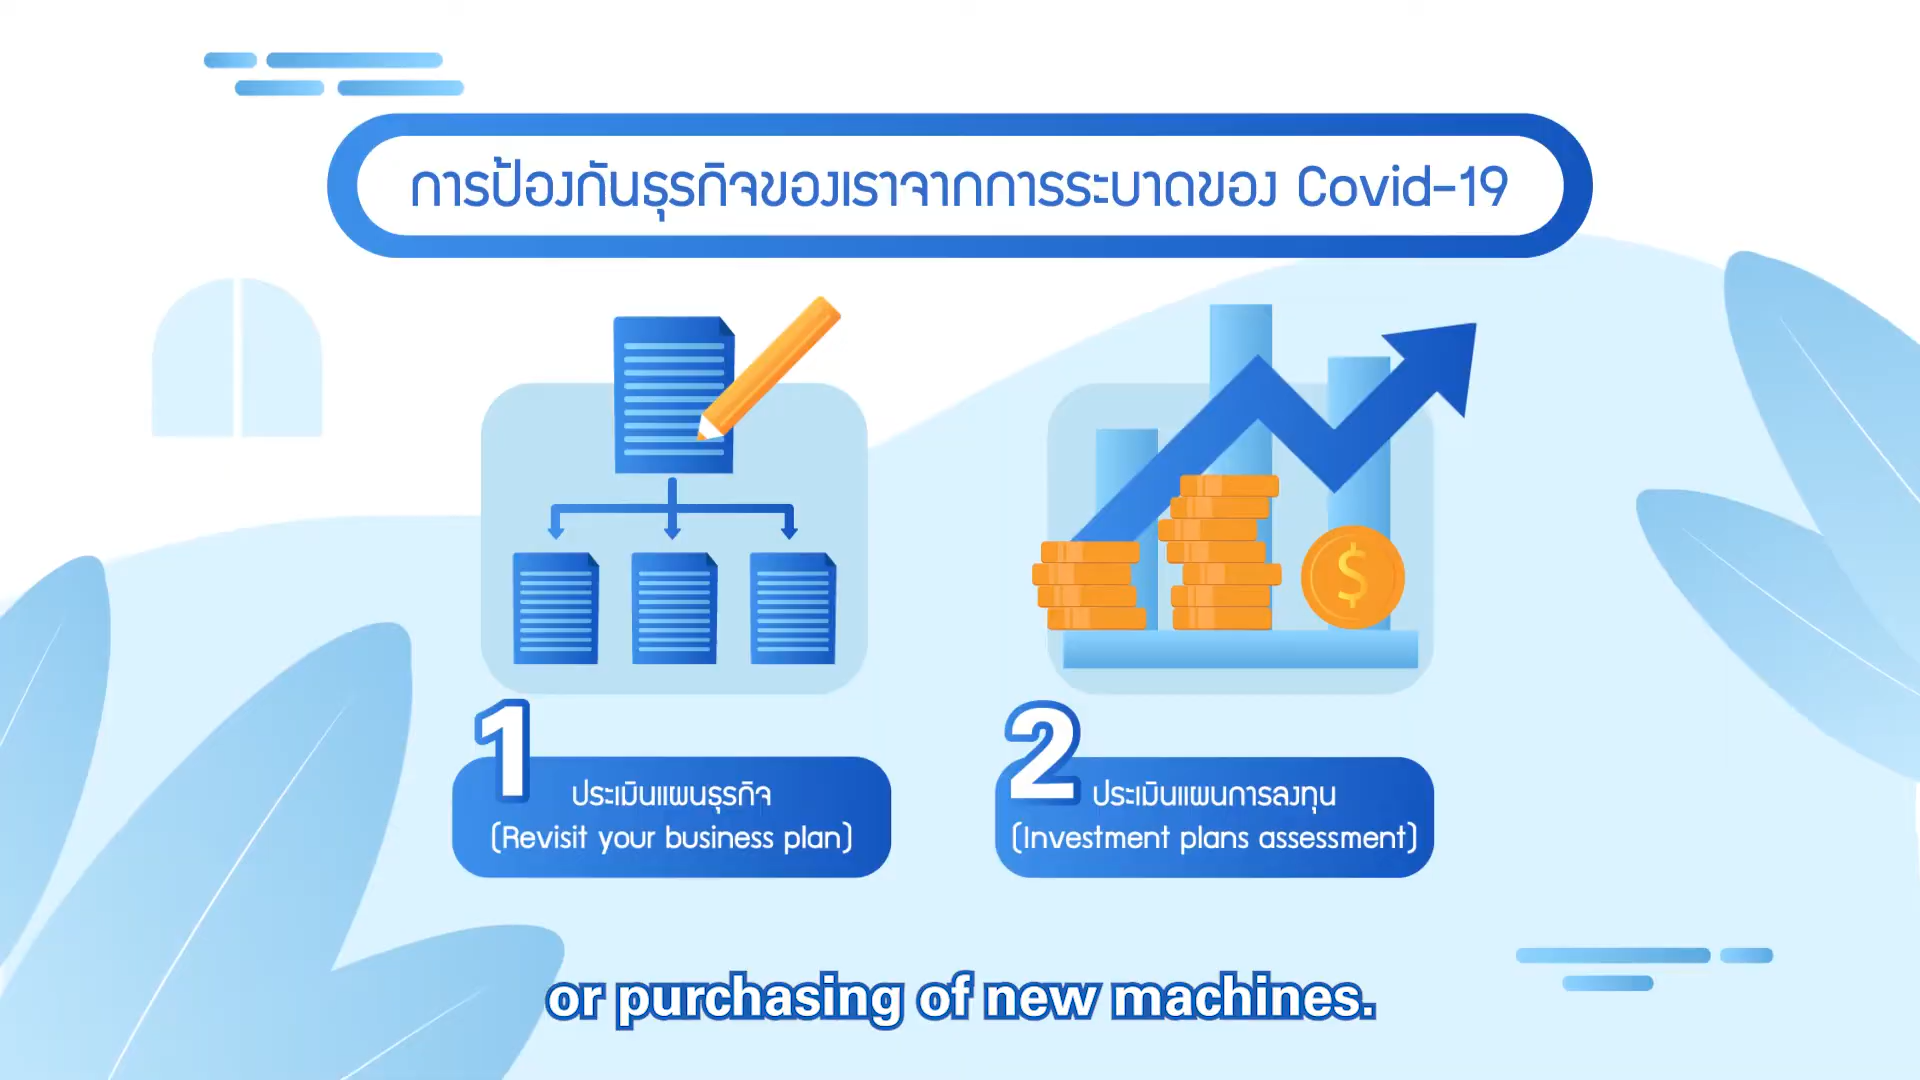 การป้องกันธุรกิจของเราจากการระบาดของ Covid-19
$
1
ประเมินแผนธุรกิจ
(Revisit your business plan)
2
ประเมินแผนการลงทุน
(Investment plans assessment)
or purchasing of new machines.